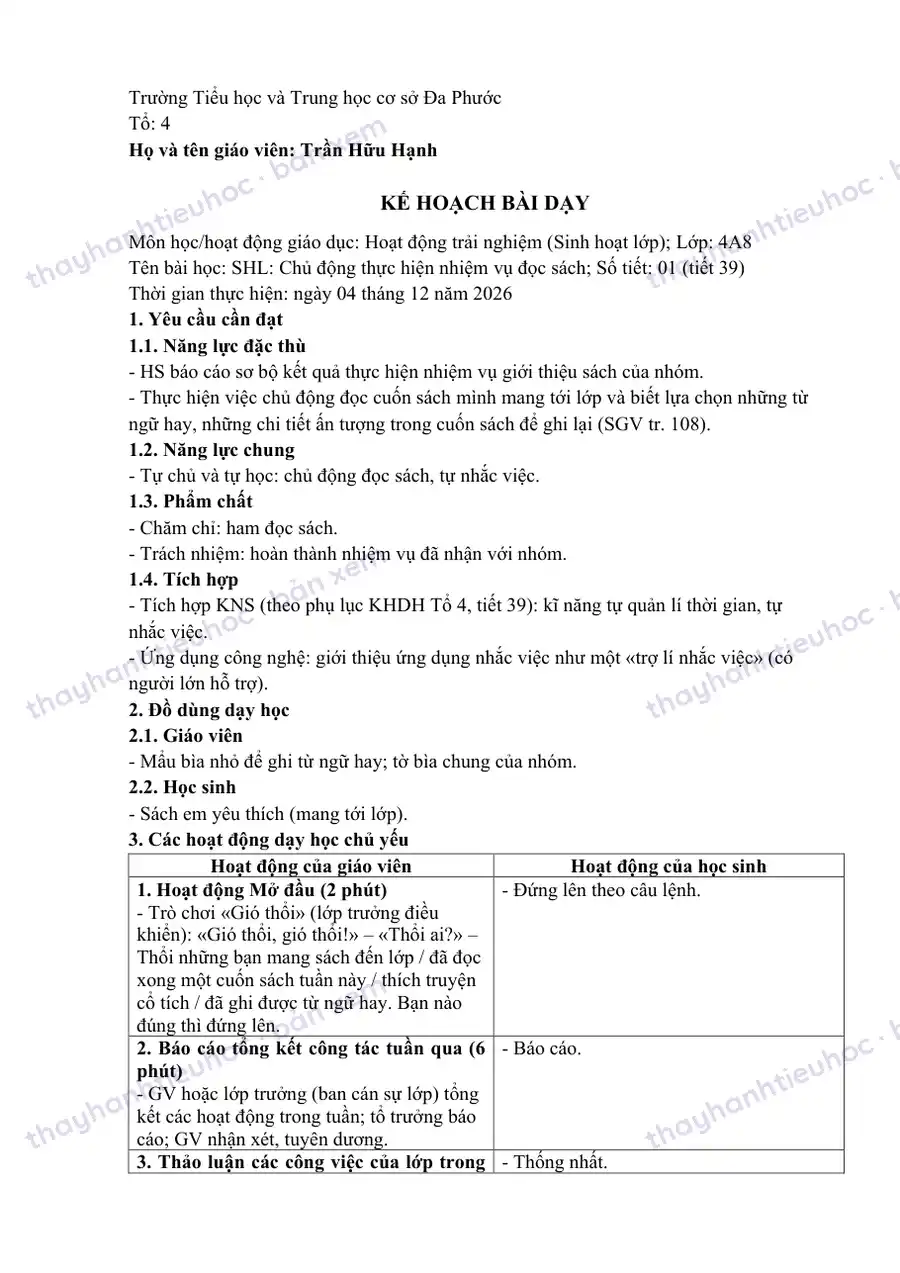 Trường Tiểu học và Trung học cơ sở Đa Phước
Tổ: 4
Họ và tên giáo viên: Trần Hữu Hạnh
KẾ HOẠCH BÀI DẠY
Môn học/hoạt động giáo dục: Hoạt động trải nghiệm (Sinh hoạt lớp); Lớp: 4A8
Tên bài học: SHL: Chủ động thực hiện nhiệm vụ đọc sách; Số tiết: 01 (tiết 39)
Thời gian thực hiện: ngày 04 tháng 12 năm 2026
1. Yêu cầu cần đạt
1.1. Năng lực đặc thù
- HS báo cáo sơ bộ kết quả thực hiện nhiệm vụ giới thiệu sách của nhóm.
- Thực hiện việc chủ động đọc cuốn sách mình mang tới lớp và biết lựa chọn những từ
ngữ hay, những chi tiết ấn tượng trong cuốn sách để ghi lại (SGV tr. 108).
1.2. Năng lực chung
- Tự chủ và tự học: chủ động đọc sách, tự nhắc việc.
1.3. Phẩm chất
- Chăm chỉ: ham đọc sách.
- Trách nhiệm: hoàn thành nhiệm vụ đã nhận với nhóm.
1.4. Tích hợp
- Tích hợp KNS (theo phụ lục KHDH Tổ 4, tiết 39): kĩ năng tự quản lí thời gian, tự
nhắc việc.
- Ứng dụng công nghệ: giới thiệu ứng dụng nhắc việc như một «trợ lí nhắc việc» (có
người lớn hỗ trợ).
2. Đồ dùng dạy học
2.1. Giáo viên
- Mẩu bìa nhỏ để ghi từ ngữ hay; tờ bìa chung của nhóm.
2.2. Học sinh
- Sách em yêu thích (mang tới lớp).
3. Các hoạt động dạy học chủ yếu
Hoạt động của giáo viên
Hoạt động của học sinh
1. Hoạt động Mở đầu (2 phút)
- Trò chơi «Gió thổi» (lớp trưởng điều
khiển): «Gió thổi, gió thổi!» – «Thổi ai?» –
Thổi những bạn mang sách đến lớp / đã đọc
xong một cuốn sách tuần này / thích truyện
cổ tích / đã ghi được từ ngữ hay. Bạn nào
đúng thì đứng lên.
- Đứng lên theo câu lệnh.
2. Báo cáo tổng kết công tác tuần qua (6
phút)
- GV hoặc lớp trưởng (ban cán sự lớp) tổng
kết các hoạt động trong tuần; tổ trưởng báo
cáo; GV nhận xét, tuyên dương.
- Báo cáo.
3. Thảo luận các công việc của lớp trong
- Thống nhất.
thayhanhtieuhoc · bản xem
thayhanhtieuhoc · b
thayhanhtieuhoc · bản xem
thayhanhtieuhoc · b
thayhanhtieuhoc · bản xem
thayhanhtieuhoc · b